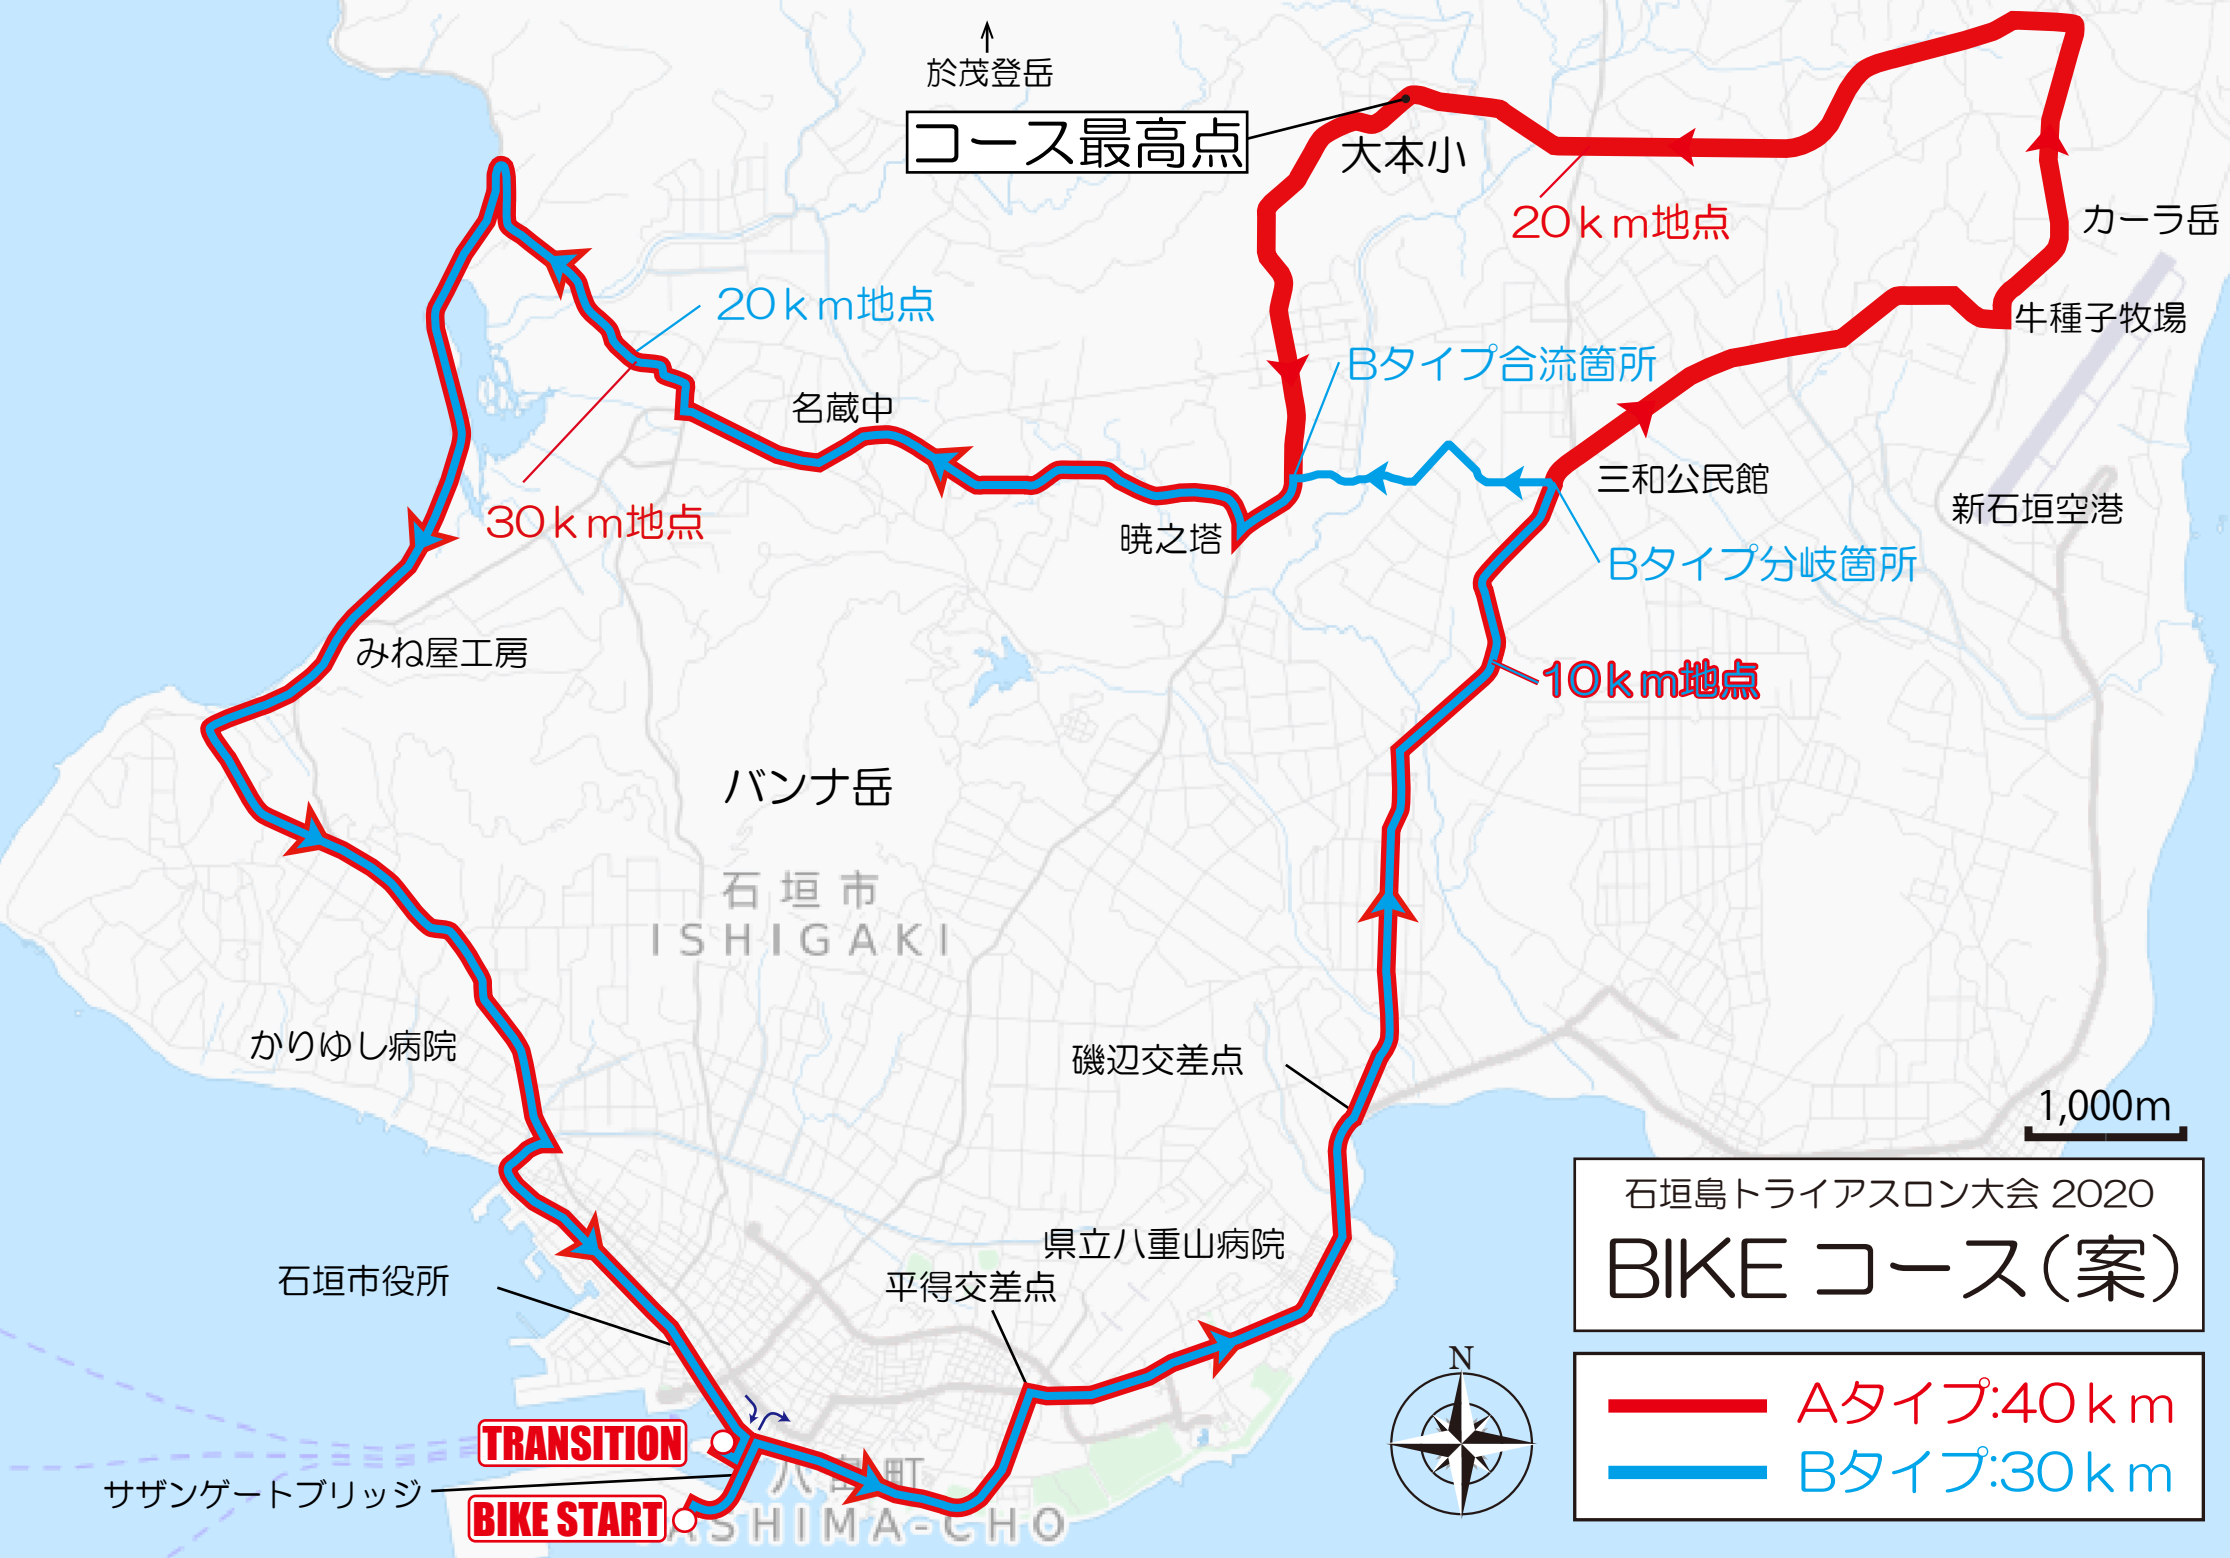 於茂登岳
コース最高点
大本小
20km地点
カーラ岳
牛種子牧場
20km地点
Bタイプ合流箇所
名蔵中
三和公民館
新石垣空港
30km地点
暁之塔
Bタイプ分岐箇所
みね屋工房
10km地点
バンナ岳
石垣市
ISHIGAKI
かりゆし病院
磯辺交差点
1,000m
石垣島トライアスロン大会 2020
BIKE コース(案)
県立八重山病院
石垣市役所
平得交差点
N
Aタイプ:40km
Bタイプ:30km
TRANSITION
サザンゲートブリッジ
BIKE START
町
ASHIMA-CHO